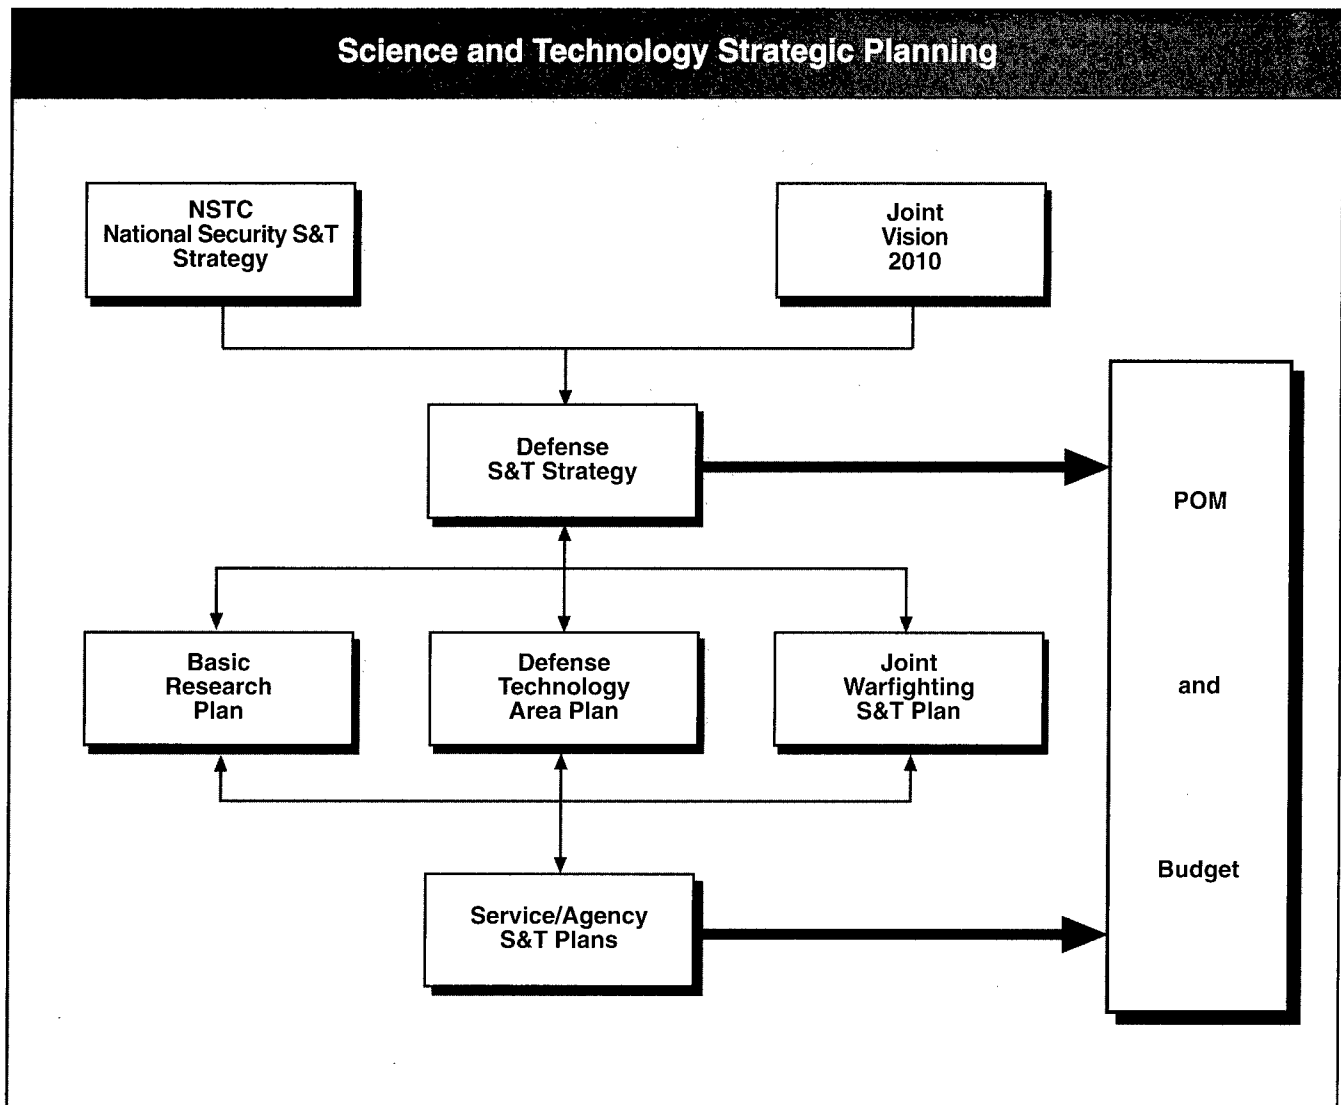 Science and Technology Strategic Planning
NSTC
National Security S&T
Strategy
Joint
Vision
2010
Defense
S&T Strategy
POM
and
Budget
Basic
Research
Plan
Defense
Technology
Area Plan
Joint
Warfighting
S&T Plan
Service/Agency
S&T Plans